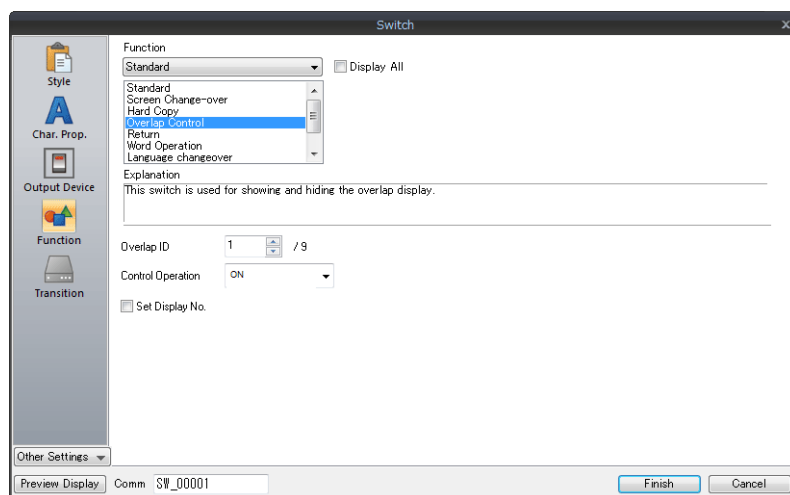 Switch
x
Style
Char. Prop.
Output Device
Function
Transition
Other Settings
Function
Standard
Display All
Standard
Screen Change-over
Hard Copy
Overlap Control
Return
Word Operation
Language changeover
Explanation
This switch is used for showing and hiding the overlap display.
Overlap ID 1 / 9
Control Operation ON
Set Display No.
Preview Display Comm SW_00001 Finish Cancel